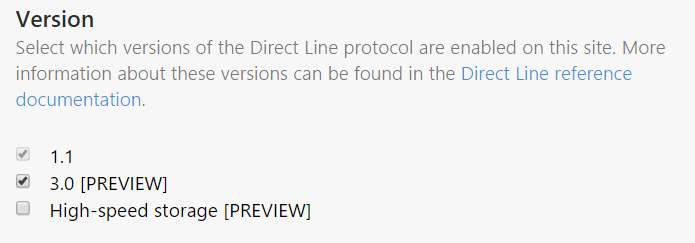 Version
Select which versions of the Direct Line protocol are enabled on this site. More
information about these versions can be found in the Direct Line reference
documentation.
1.1
3.0 [PREVIEW]
High-speed storage [PREVIEW]